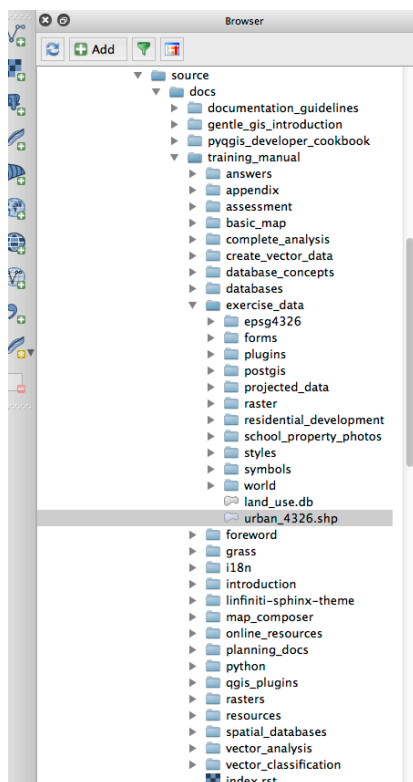 Browser
Add
source
docs
documentation_guidelines
gentle_gis_introduction
pyqgis_developer_cookbook
training_manual
answers
appendix
assessment
basic_map
complete_analysis
create_vector_data
database_concepts
databases
exercise_data
epsg4326
forms
plugins
postgis
projected_data
raster
residential_development
school_property_photos
styles
symbols
world
land_use.db
urban_4326.shp
foreword
grass
i18n
introduction
linfiniti-sphinx-theme
map_composer
online_resources
planning_docs
python
qgis_plugins
rasters
resources
spatial_databases
vector_analysis
vector_classification
index.rst